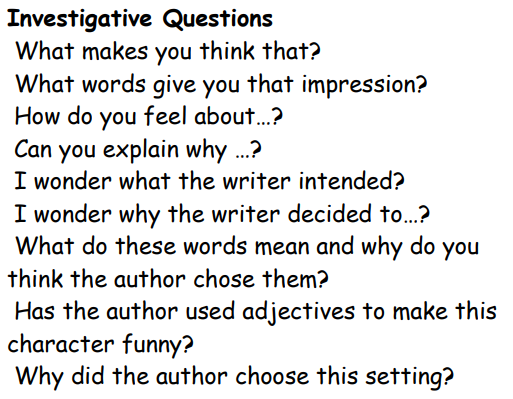 Investigative Questions
What makes you think that?
What words give you that impression?
How do you feel about…?
Can you explain why …?
I wonder what the writer intended?
I wonder why the writer decided to…?
What do these words mean and why do you
think the author chose them?
Has the author used adjectives to make this
character funny?
Why did the author choose this setting?